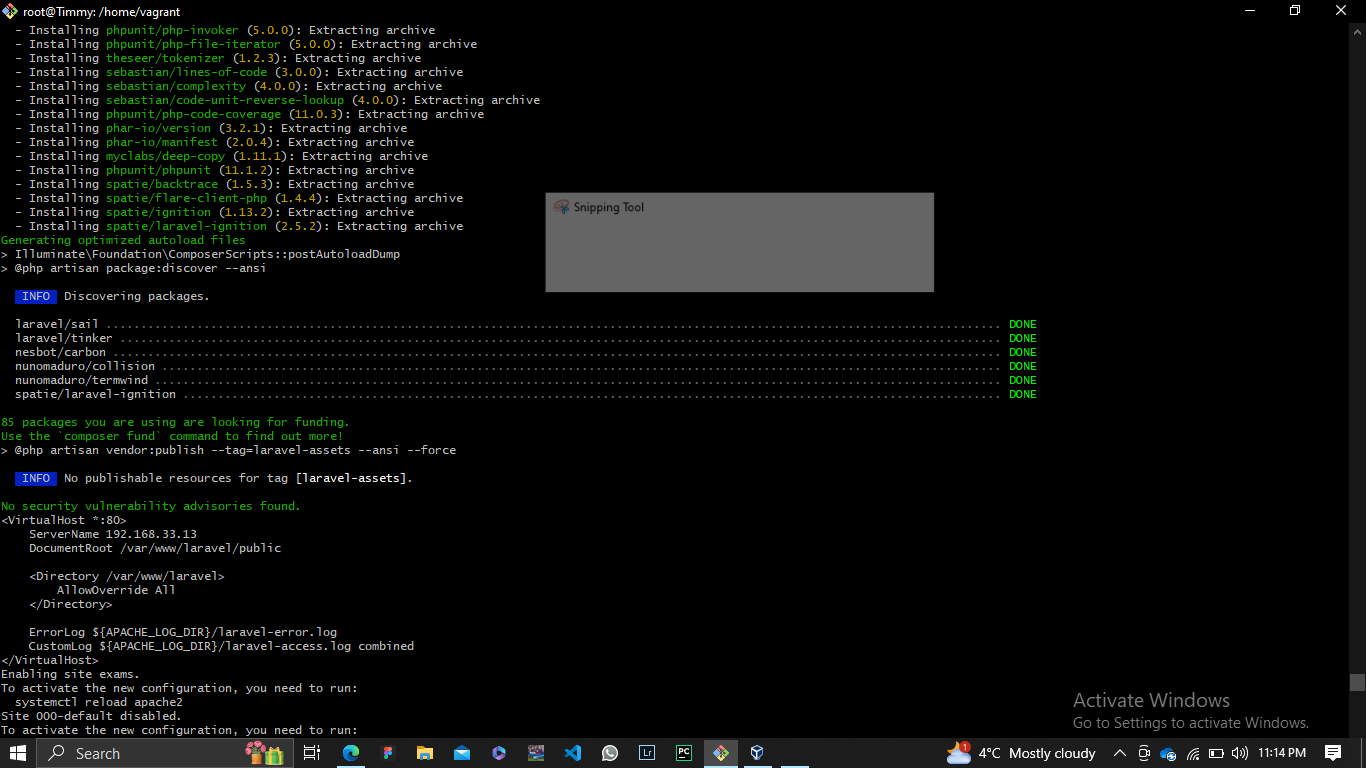 root@Timmy: /home/vagrant
- Installing phpunit/php-invoker (5.0.0): Extracting archive
- Installing phpunit/php-file-iterator (5.0.0): Extracting archive
- Installing theseer/tokenizer (1.2.3): Extracting archive
- Installing sebastian/lines-of-code (3.0.0): Extracting archive
- Installing sebastian/complexity (4.0.0): Extracting archive
- Installing sebastian/code-unit-reverse-lookup (4.0.0): Extracting archive
- Installing phpunit/php-code-coverage (11.0.3): Extracting archive
- Installing phar-io/version (3.2.1): Extracting archive
- Installing phar-io/manifest (2.0.4): Extracting archive
- Installing myclabs/deep-copy (1.11.1): Extracting archive
- Installing phpunit/phpunit (11.1.2): Extracting archive
- Installing spatie/backtrace (1.5.3): Extracting archive
- Installing spatie/flare-client-php (1.4.4): Extracting archive
- Installing spatie/ignition (1.13.2): Extracting archive
- Installing spatie/laravel-ignition (2.5.2): Extracting archive
Snipping Tool
Generating optimized autoload files
> Illuminate\Foundation\ComposerScripts::postAutoloadDump
> @php artisan package:discover --ansi
INFO Discovering packages.
laravel/sail ................................................................................................................................ DONE
laravel/tinker .............................................................................................................................. DONE
nesbot/carbon ............................................................................................................................... DONE
nunomaduro/collision ........................................................................................................................ DONE
nunomaduro/termwind ......................................................................................................................... DONE
spatie/laravel-ignition ..................................................................................................................... DONE
85 packages you are using are looking for funding.
Use the `composer fund` command to find out more!
> @php artisan vendor:publish --tag=laravel-assets --ansi --force
INFO No publishable resources for tag [laravel-assets].
No security vulnerability advisories found.
<VirtualHost *:80>
ServerName 192.168.33.13
DocumentRoot /var/www/laravel/public
<Directory /var/www/laravel>
AllowOverride All
</Directory>
ErrorLog ${APACHE_LOG_DIR}/laravel-error.log
CustomLog ${APACHE_LOG_DIR}/laravel-access.log combined
</VirtualHost>
Enabling site exams.
To activate the new configuration, you need to run:
systemctl reload apache2
Site 000-default disabled.
To activate the new configuration, you need to run:
Activate Windows
Go to Settings to activate Windows.
Search
Lr
PC
1
4°C Mostly cloudy
11:14 PM